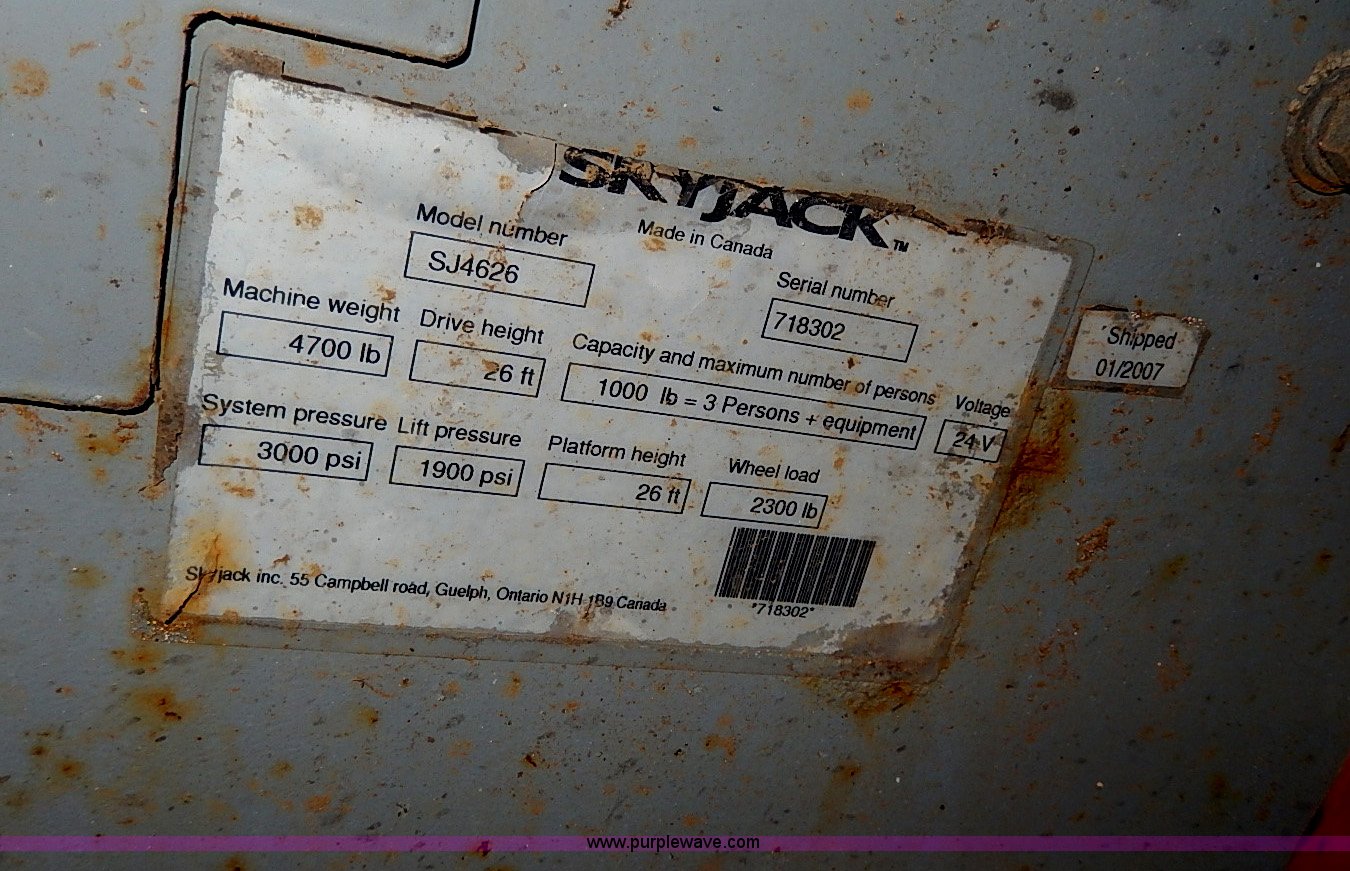 SKYJACK™
Made in Canada
Model number
SJ4626
Serial number
718302
Machine weight
4700 lb
Drive height
26 ft
Capacity and maximum number of persons
1000 lb = 3 Persons + equipment
Voltage
24 V
System pressure
3000 psi
Lift pressure
1900 psi
Platform height
26 ft
Wheel load
2300 lb
Skyjack inc. 55 Campbell road, Guelph, Ontario N1H 1B9 Canada
*718302*
Shipped
01/2007
www.purplewave.com